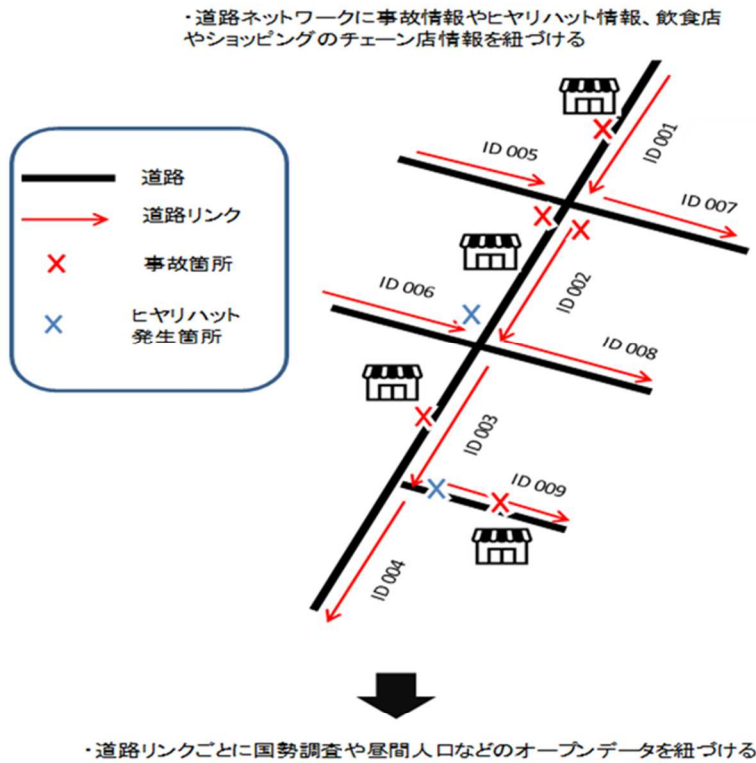 ・道路ネットワークに事故情報やヒヤリハット情報、飲食店
やショッピングのチェーン店情報を紐づける
道路
道路リンク
事故箇所
ヒヤリハット
発生箇所
ID 001
ID 005
ID 007
ID 002
ID 006
ID 008
ID 003
ID 009
ID 004
・道路リンクごとに国勢調査や昼間人口などのオープンデータを紐づける